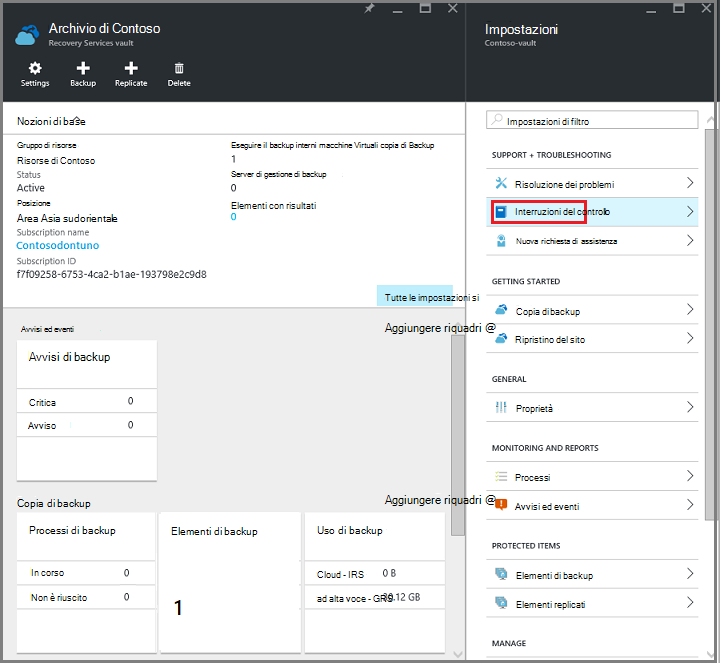 Archivio di Contoso
Recovery Services vault
Settings
Backup
Replicate
Delete
Nozioni di base
Gruppo di risorse
Risorse di Contoso
Status
Active
Posizione
Area Asia sudorientale
Subscription name
Contosodontuno
Subscription ID
f7f09258-6753-4ca2-b1ae-193798e2c9d8
Eseguire il backup interni macchine Virtuali copia di Backup
1
Server di gestione di backup
0
Elementi con risultati
0
Tutte le impostazioni si
Avvisi ed eventi
Aggiungere riquadri @
Avvisi di backup
Critica 0
Avviso 0
Copia di backup
Aggiungere riquadri @
Processi di backup
In corso 0
Non è riuscito 0
Elementi di backup
1
Uso di backup
Cloud - IRS 0 B
ad alta voce - GRS 39.12 GB
Impostazioni
Contoso-vault
Impostazioni di filtro
SUPPORT + TROUBLESHOOTING
Risoluzione dei problemi
Interruzioni del controllo
Nuova richiesta di assistenza
GETTING STARTED
Copia di backup
Ripristino del sito
GENERAL
Proprietà
MONITORING AND REPORTS
Processi
Avvisi ed eventi
PROTECTED ITEMS
Elementi di backup
Elementi replicati
MANAGE